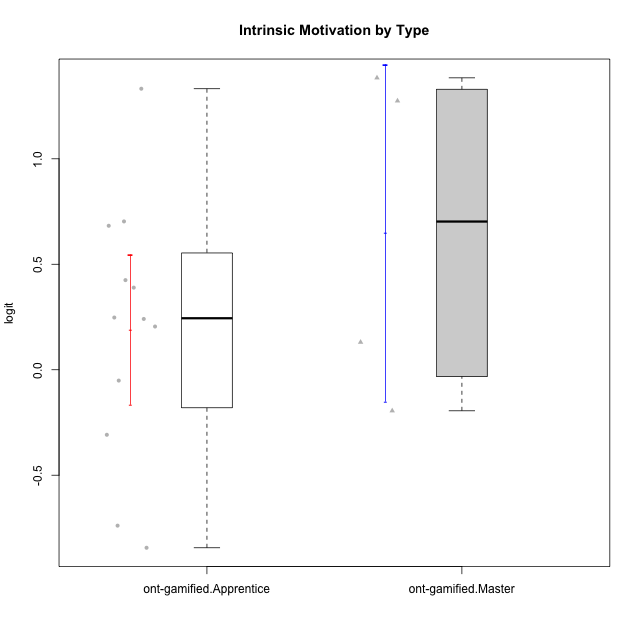 Intrinsic Motivation by Type
logit
1.0
0.5
0.0
-0.5
ont-gamified.Apprentice
ont-gamified.Master